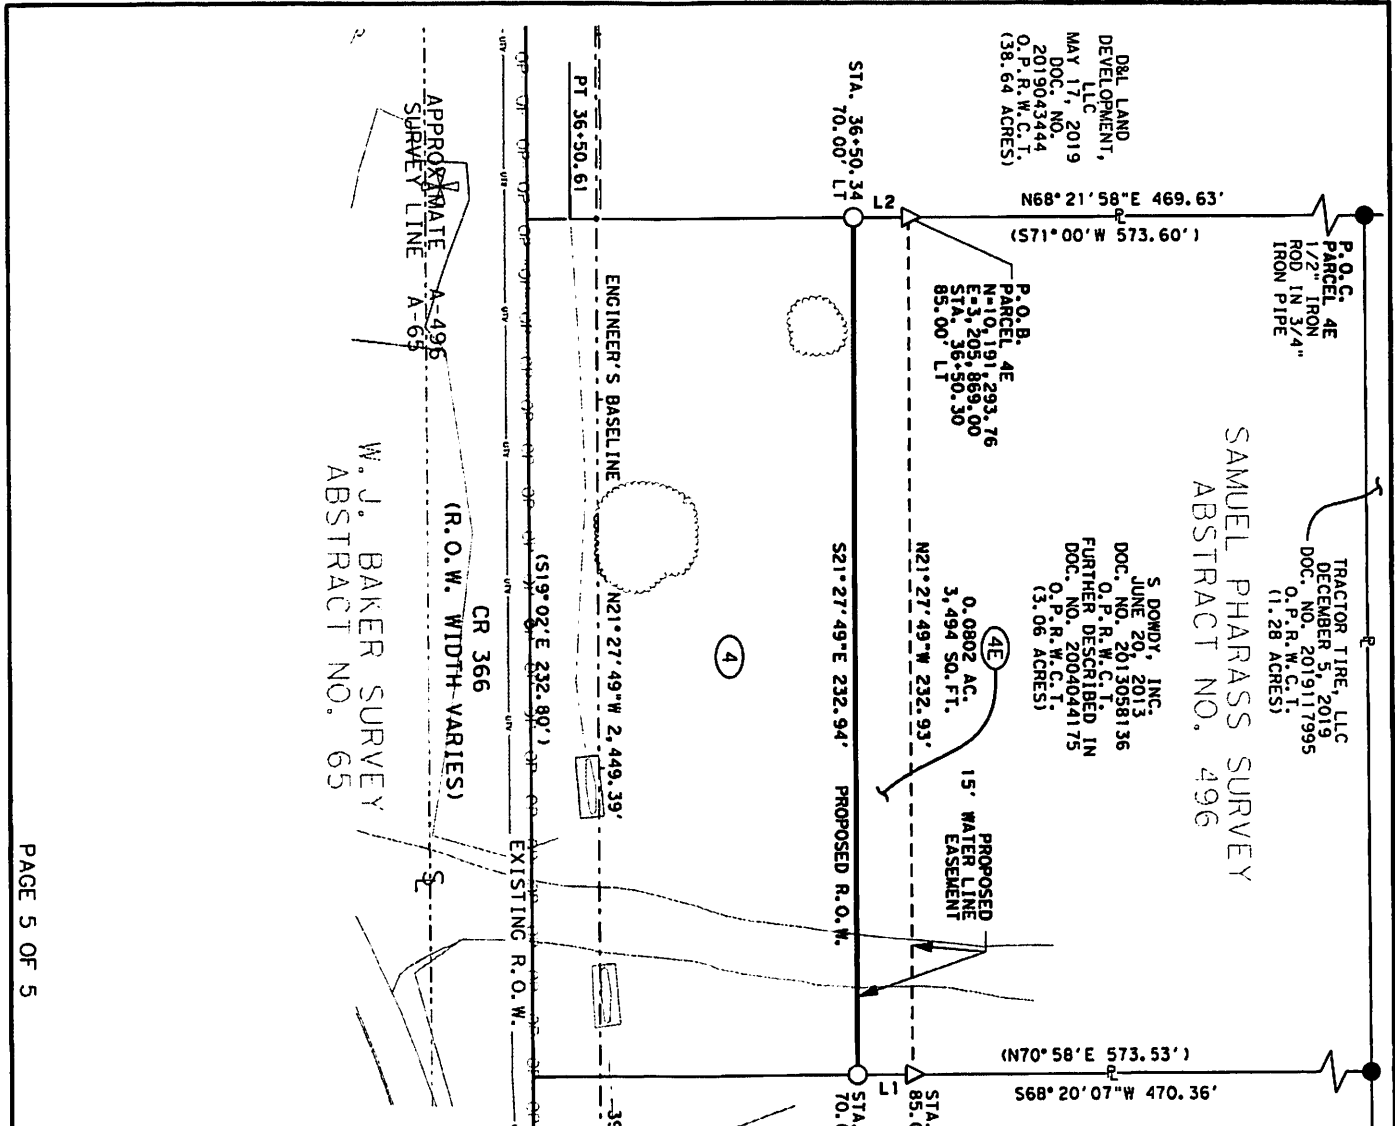 D&L LAND
DEVELOPMENT,
LLC
MAY 17, 2019
DOC. NO.
2019043444
O.P.R.W.C.T.
(38.64 ACRES)
STA. 36+50.34
70.00' LT
L2
N68°21'58"E 469.63'
PL
(S71°00'W 573.60')
P.O.C.
PARCEL 4E
1/2" IRON
ROD IN 3/4"
IRON PIPE
PT 36+50.61
P.O.B.
PARCEL 4E
N=10,191,293.76
E=3,205,869.00
STA. 36+50.30
85.00' LT
TRACTOR TIRE, LLC
DECEMBER 5, 2019
DOC. NO. 2019117995
O.P.R.W.C.T.
(1.28 ACRES)
PL
SAMUEL PHARASS SURVEY
ABSTRACT NO. 496
S DOWDY, INC.
JUNE 20, 2013
DOC. NO. 2013058136
O.P.R.W.C.T.
FURTHER DESCRIBED IN
DOC. NO. 2004044175
O.P.R.W.C.T.
(3.06 ACRES)
4E
0.0802 AC.
3,494 SQ.FT.
N21°27'49"W 232.93'
S21°27'49"E 232.94'
PROPOSED R.O.W.
PROPOSED
15' WATER LINE
EASEMENT
4
ENGINEER'S BASELINE
N21°27'49"W 2,449.39'
(S19°02'E 232.80')
EXISTING R.O.W.
CR 366
(R.O.W. WIDTH VARIES)
APPROXIMATE A-496
SURVEY LINE A-65
SL
W. J. BAKER SURVEY
ABSTRACT NO. 65
(N70°58'E 573.53')
PL
S68°20'07"W 470.36'
L1
STA.
85.
STA.
70.
PAGE 5 OF 5